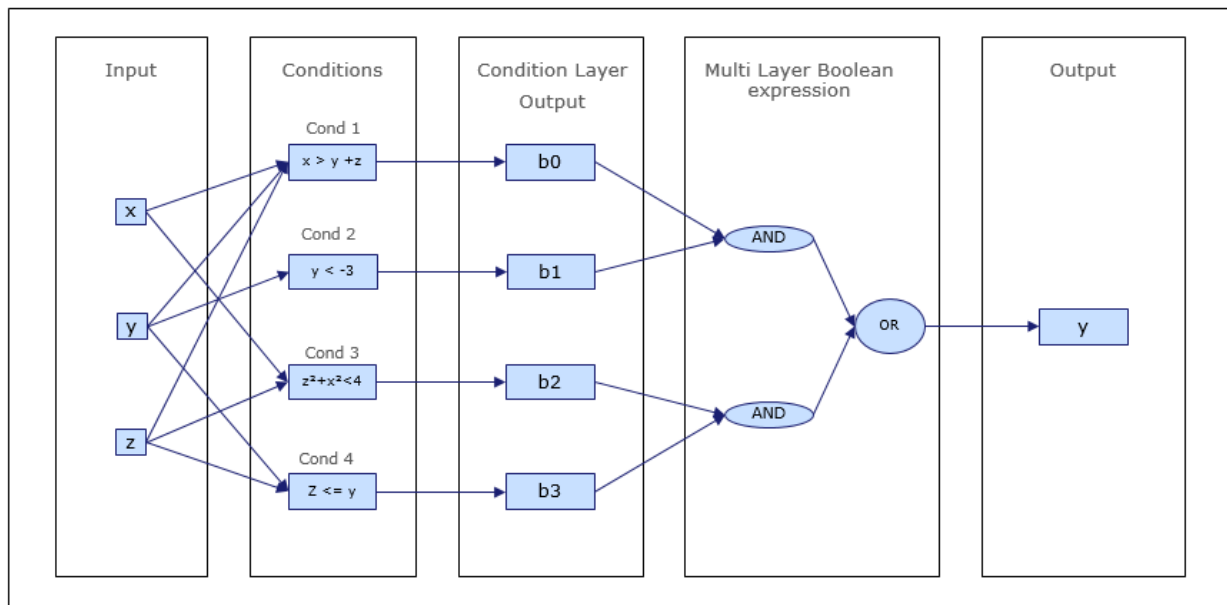 Input
Conditions
Condition Layer
Output
Multi Layer Boolean
expression
Output
Cond 1
x > y +z
b0
x
AND
Cond 2
y < -3
b1
y
OR
y
Cond 3
z²+x²<4
b2
AND
z
Cond 4
Z <= y
b3